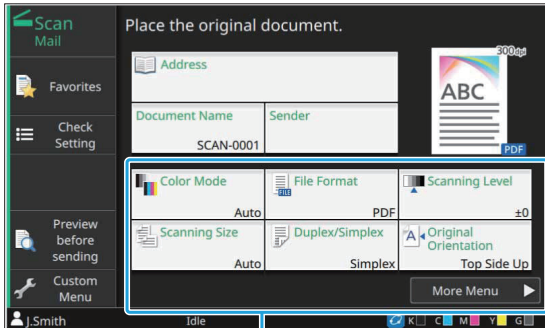 Scan
Mail
Place the original document.
300dpi
Favorites
Address
ABC
PDF
Check
Setting
Document Name
SCAN-0001
Sender
Color Mode
Auto
File Format
FILE
PDF
Scanning Level
±0
Preview
before
sending
Scanning Size
Auto
Duplex/Simplex
Simplex
A
Original
Orientation
Top Side Up
Custom
Menu
More Menu
J.Smith
Idle
K C M Y G